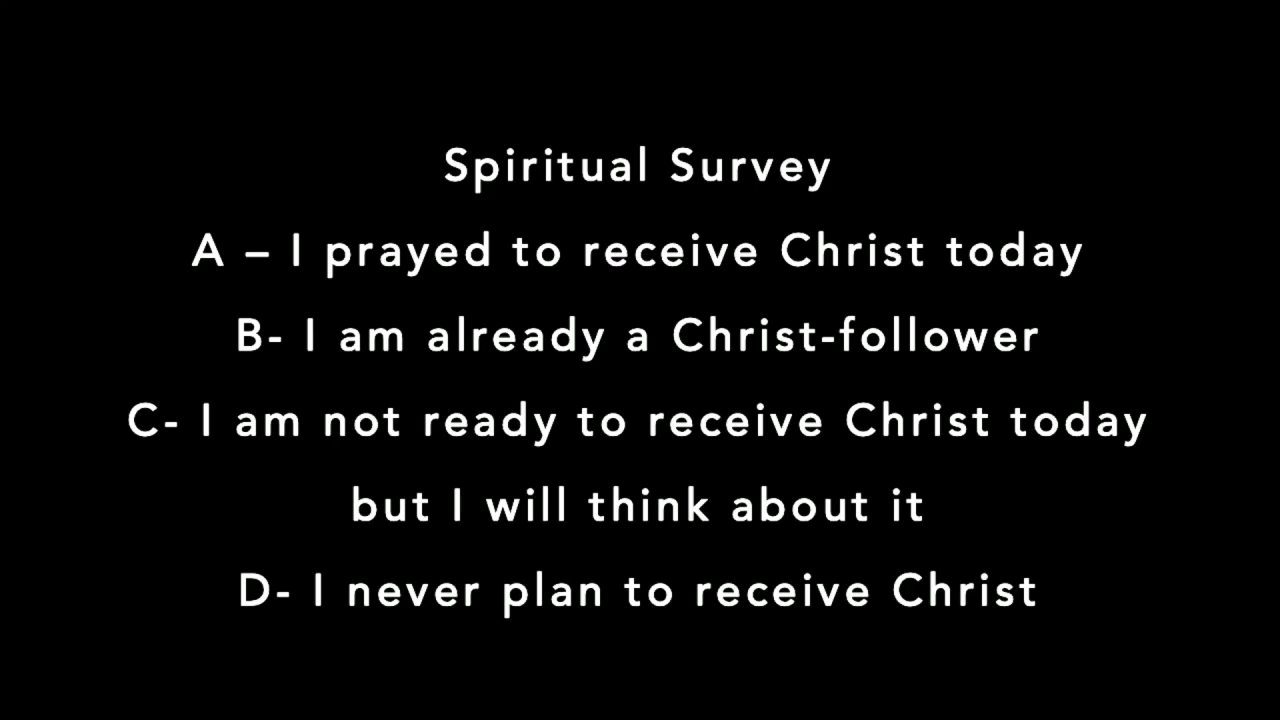 Spiritual Survey
A – I prayed to receive Christ today
B- I am already a Christ-follower
C- I am not ready to receive Christ today
but I will think about it
D- I never plan to receive Christ